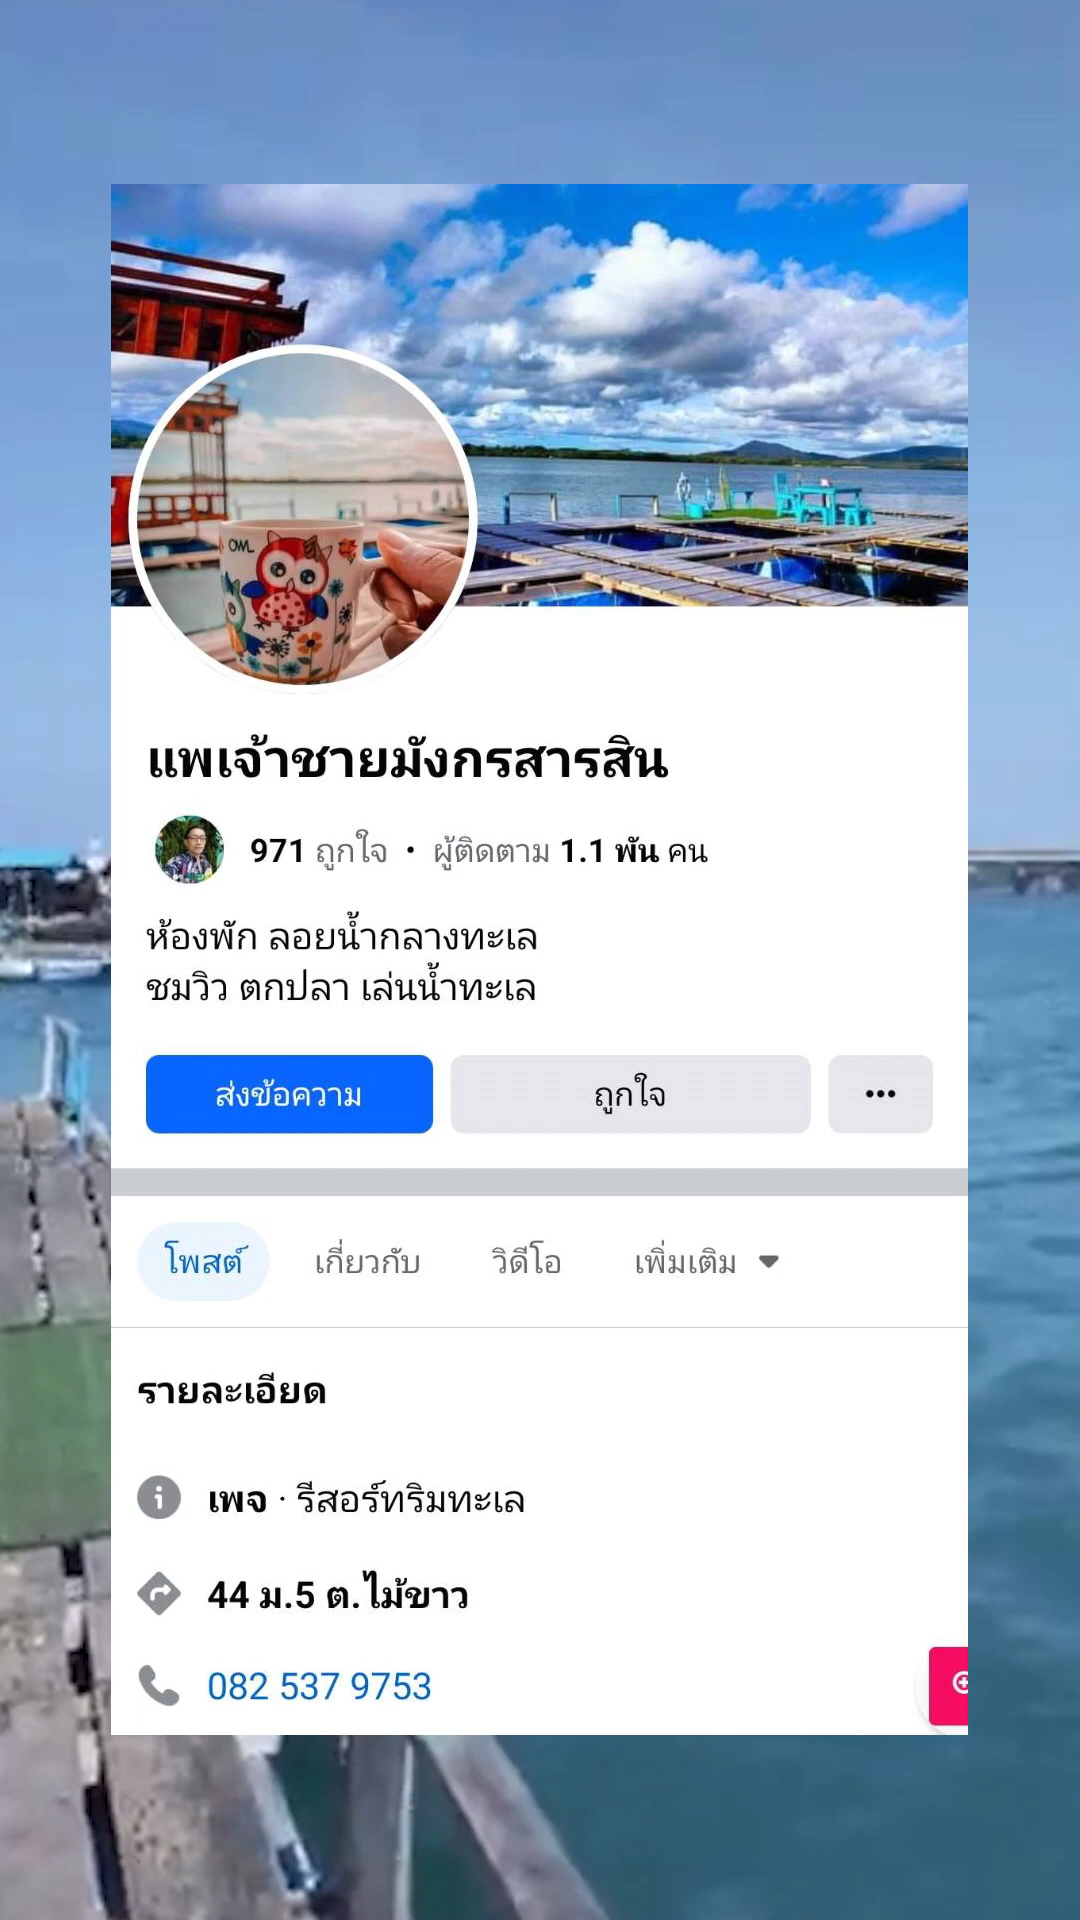 OWL
แพเจ้าชายมังกรสารสิน
971 ถูกใจ · ผู้ติดตาม 1.1 พัน คน
ห้องพัก ลอยน้ำกลางทะเล
ชมวิว ตกปลา เล่นน้ำทะเล
ส่งข้อความ
ถูกใจ
โพสต์ เกี่ยวกับ วิดีโอ เพิ่มเติม
รายละเอียด
เพจ · รีสอร์ทริมทะเล
44 ม.5 ต.ไม้ขาว
082 537 9753